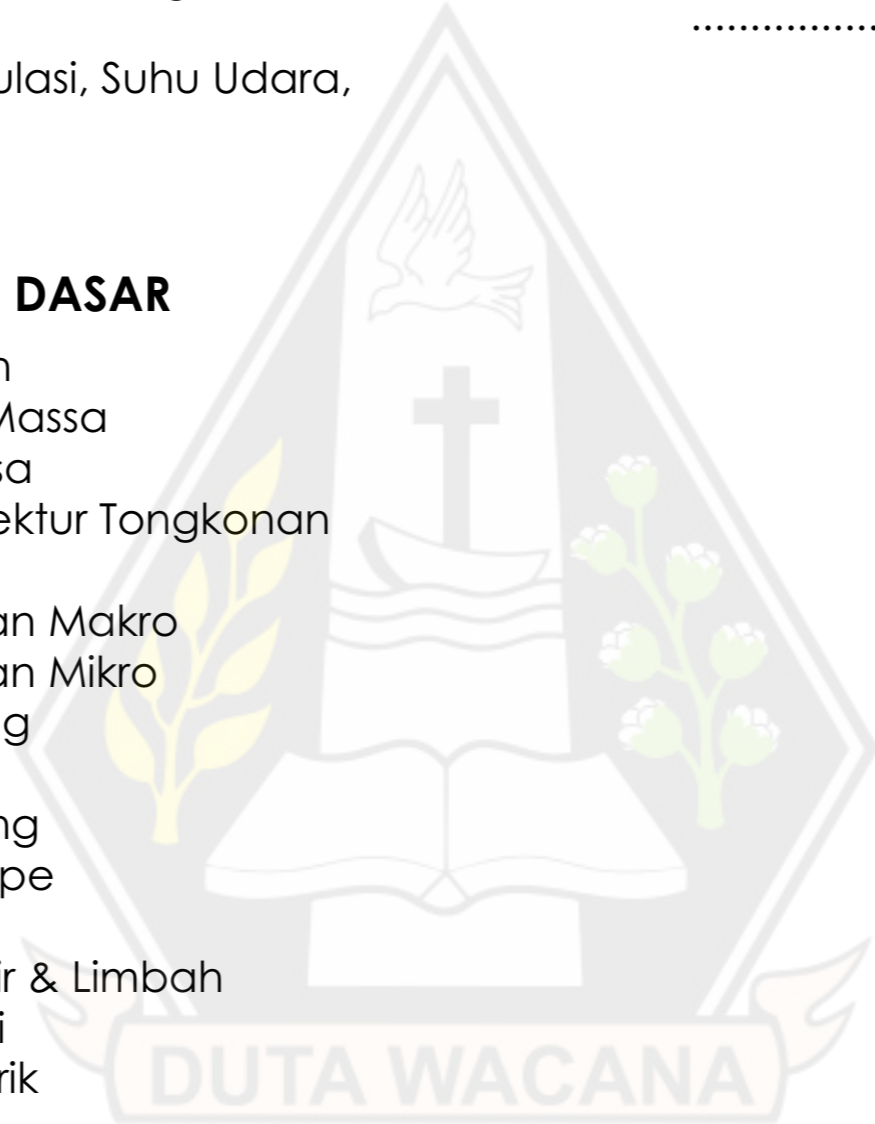 ................
ulasi, Suhu Udara,
DASAR
n
Massa
sa
ektur Tongkonan
an Makro
an Mikro
g
ng
pe
ir & Limbah
i
rik
DUTA WACANA